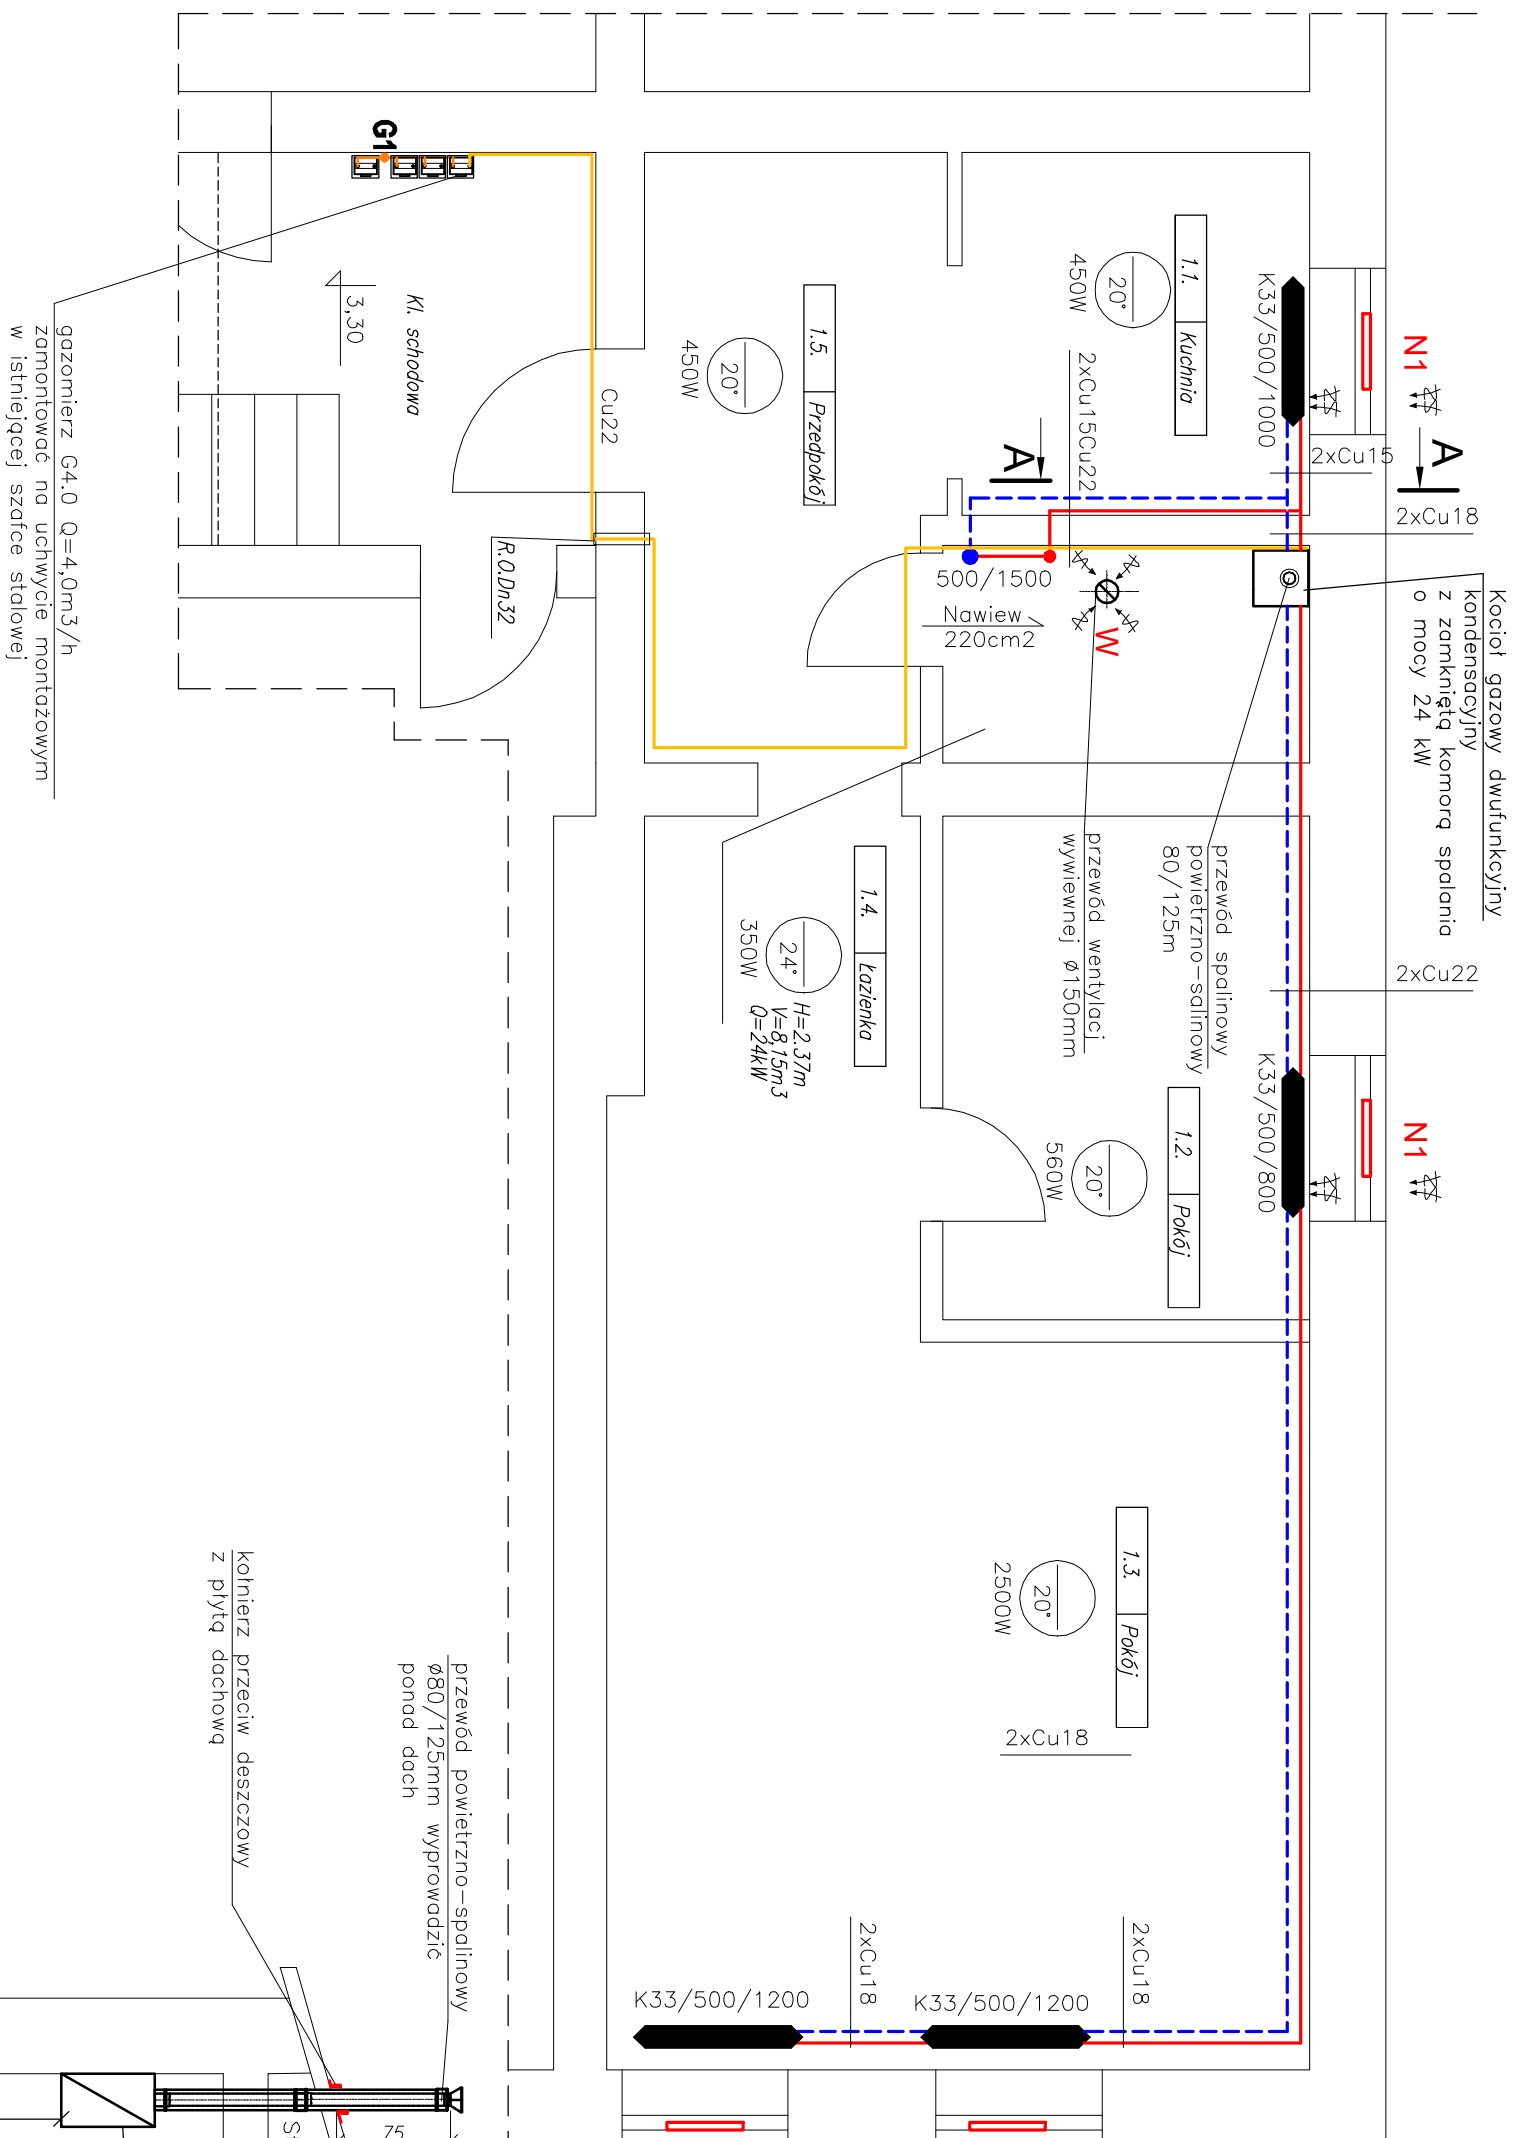 Kocioł gazowy dwufunkcyjny
kondensacyjny
z zamkniętą komorą spalania
o mocy 24 kW
N1
A
2xCu15
2xCu18
2xCu22
N1
K33/500/1000
K33/500/800
1.1. Kuchnia
20°
450W
2xCu15Cu22
A
500/1500
Nawiew
220cm2
W
przewód spalinowy
powietrzno-salinowy
80/125m
przewód wentylacj
wywiewnej ø150mm
1.2. Pokój
20°
560W
1.3. Pokój
20°
2500W
2xCu18
2xCu18
2xCu18
K33/500/1200
K33/500/1200
1.5. Przedpokój
20°
450W
1.4. Łazienka
24°
350W
H=2.37m
V=8,15m3
Q=24kW
Cu22
R.O.Dn32
Kl. schodowa
3,30
G1
gazomierz G4.0 Q=4,0m3/h
zamontować na uchwycie montażowym
w istniejącej szafce stalowej
przewód powietrzno-spalinowy
ø80/125mm wyprowadzić
ponad dach
kołnierz przeciw deszczowy
z płytą dachową
75